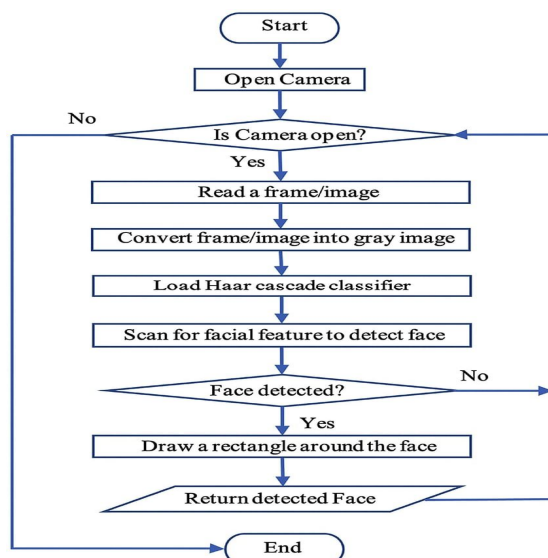 Start
Open Camera
No
Is Camera open?
Yes
Read a frame/image
Convert frame/image into gray image
Load Haar cascade classifier
Scan for facial feature to detect face
Face detected?
No
Yes
Draw a rectangle around the face
Return detected Face
End